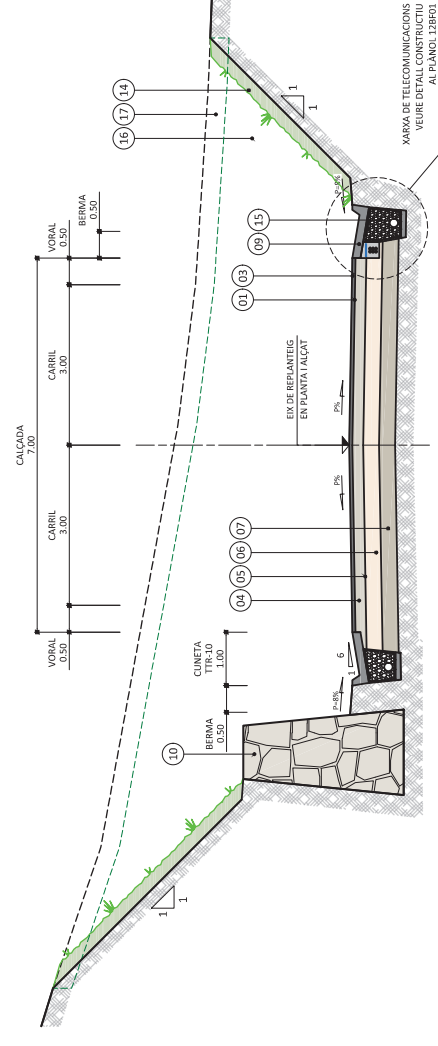 CALÇADA
7.00
VORAL
0.50
CARRIL
3.00
CARRIL
3.00
VORAL
0.50
BERMA
0.50
BERMA
0.50
CUNETA
TTR-10
1.00
EIX DE REPLANTEIG
EN PLANTA I ALÇAT
10
04
05
06
07
01
03
09
15
16
17
14
1
1
1
1
P=8%
1
6
P%
P%
P=8%
XARXA DE TELECOMUNICACIONS
VEURE DETALL CONSTRUCTIU
AL PLÀNOL 12BF01